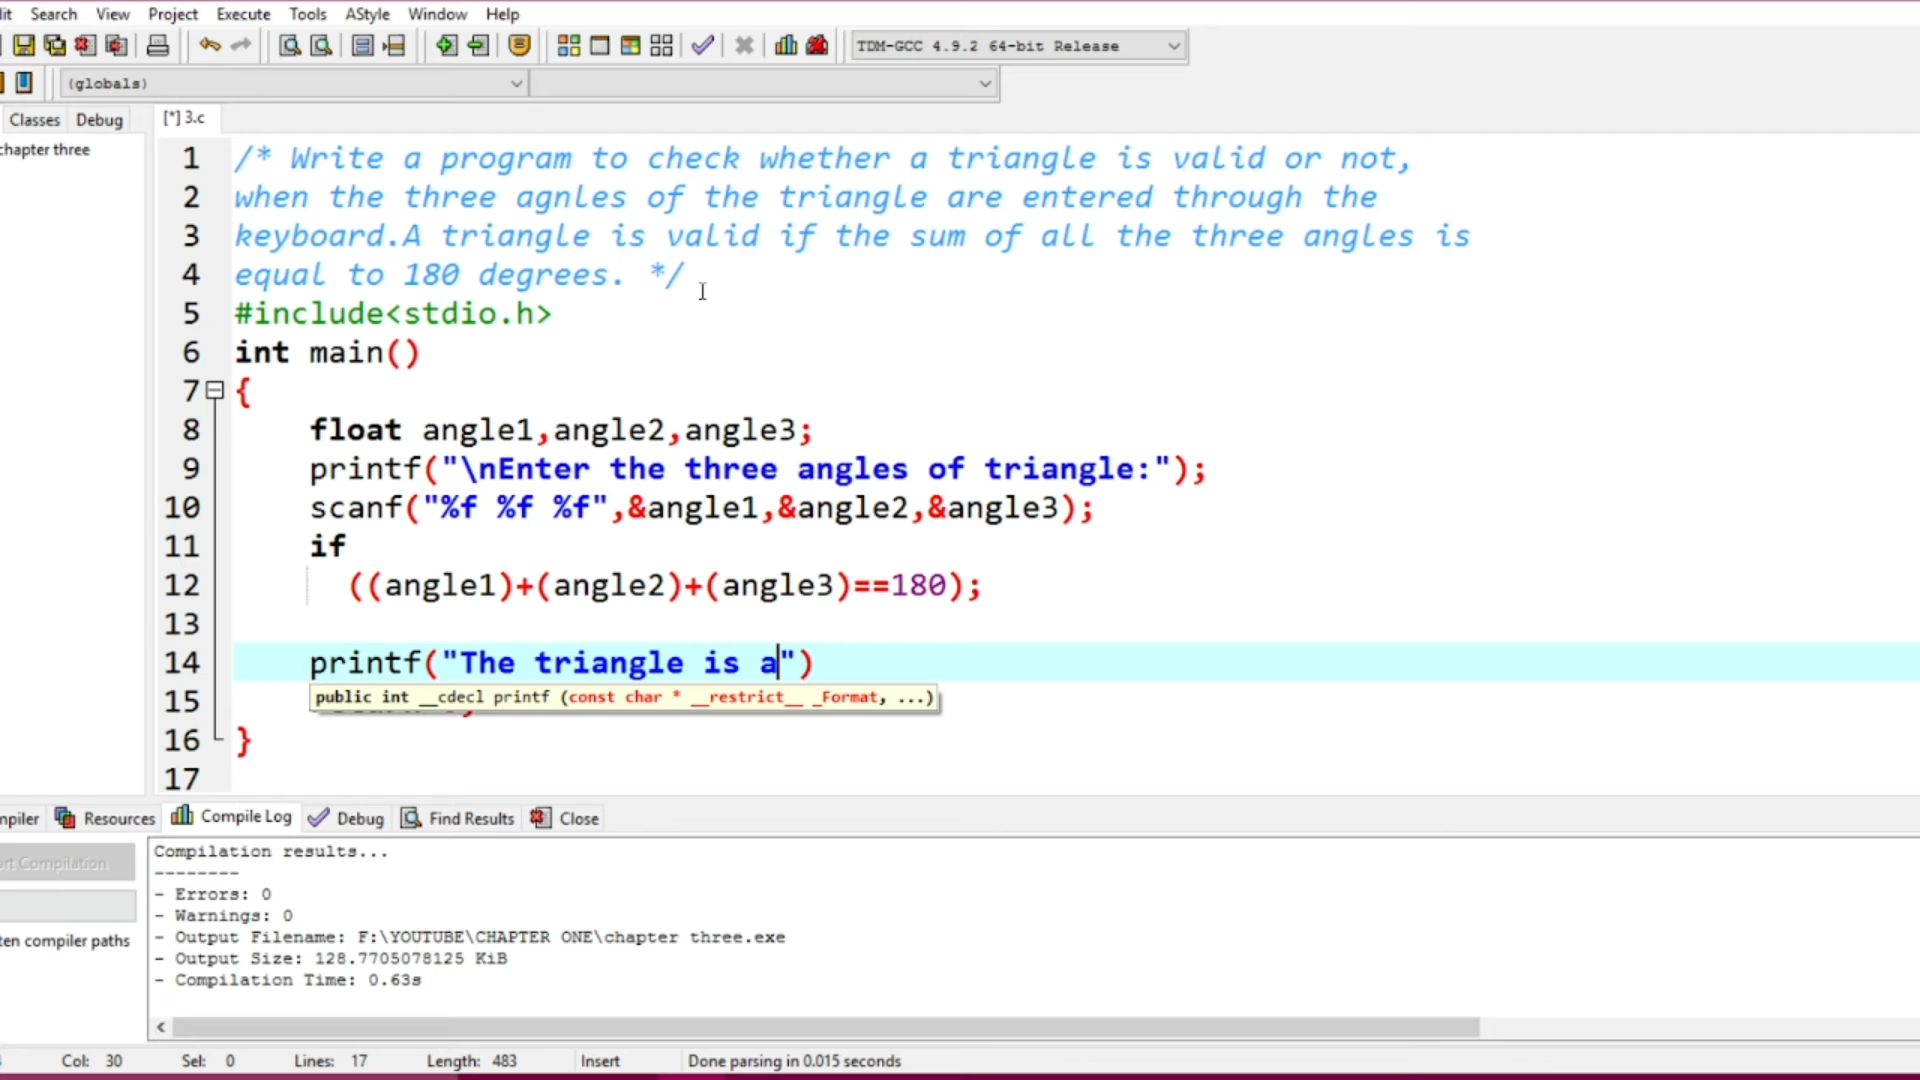 it Search View Project Execute Tools AStyle Window Help
TDM-GCC 4.9.2 64-bit Release
(globals)
Classes Debug [*] 3.c
chapter three
1 /* Write a program to check whether a triangle is valid or not,
2 when the three agnles of the triangle are entered through the
3 keyboard.A triangle is valid if the sum of all the three angles is
4 equal to 180 degrees. */
5 #include<stdio.h>
6 int main()
7 {
8 float angle1,angle2,angle3;
9 printf("\nEnter the three angles of triangle:");
10 scanf("%f %f %f",&angle1,&angle2,&angle3);
11 if
12 ((angle1)+(angle2)+(angle3)==180);
13
14 printf("The triangle is a")
public int __cdecl printf (const char * __restrict__ _Format, ...)
15
16 }
17
mpiler Resources Compile Log Debug Find Results Close
ort Compilation
ten compiler paths
Compilation results...
--------
- Errors: 0
- Warnings: 0
- Output Filename: F:\YOUTUBE\CHAPTER ONE\chapter three.exe
- Output Size: 128.7705078125 KiB
- Compilation Time: 0.63s
Col: 30 Sel: 0 Lines: 17 Length: 483 Insert Done parsing in 0.015 seconds